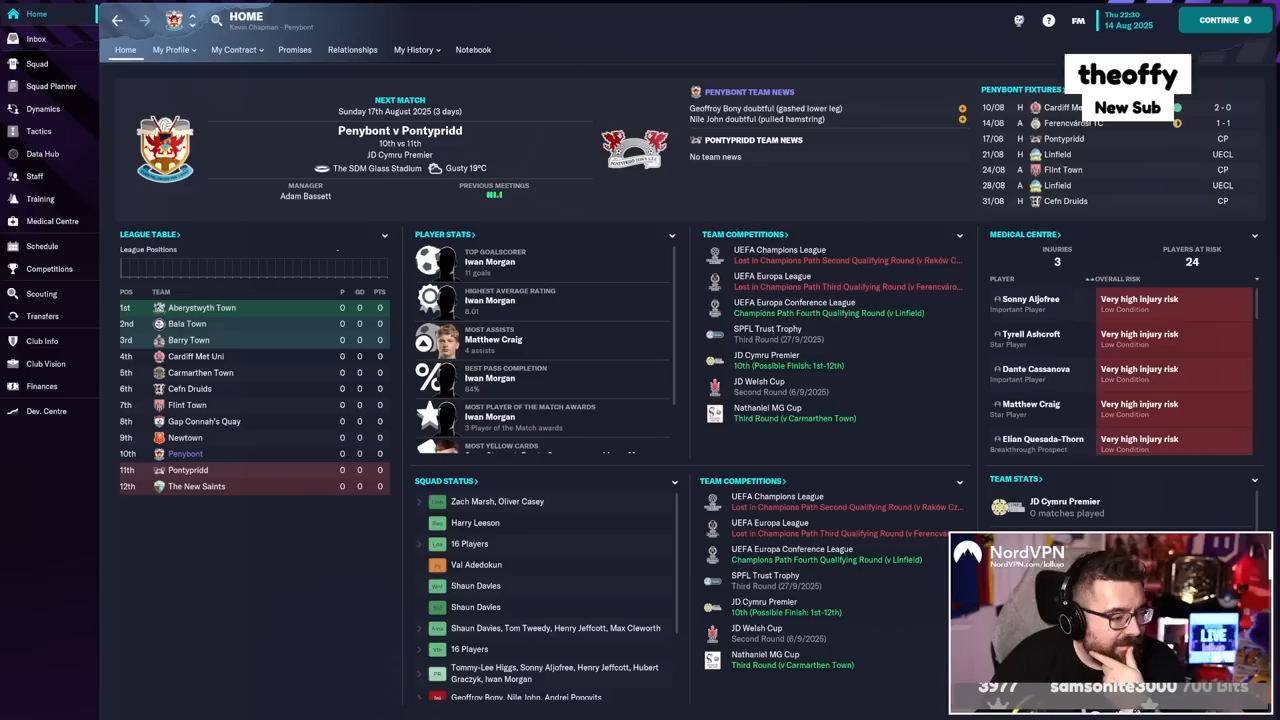 Home
Inbox
Squad
Squad Planner
Dynamics
Tactics
Data Hub
Staff
Training
Medical Centre
Schedule
Competitions
Scouting
Transfers
Club Info
Club Vision
Finances
Dev. Centre
HOME
Kevin Chapman - Penybont
FM
Thu 22:30
14 Aug 2025
CONTINUE
Home
My Profile
My Contract
Promises
Relationships
My History
Notebook
theoffy
New Sub
NEXT MATCH
Sunday 17th August 2025 (3 days)
Penybont v Pontypridd
10th vs 11th
JD Cymru Premier
The SDM Glass Stadium
Gusty 19°C
MANAGER
Adam Bassett
PREVIOUS MEETINGS
PENYBONT TEAM NEWS
Geoffroy Bony doubtful (gashed lower leg)
Nile John doubtful (pulled hamstring)
PONTYPRIDD TEAM NEWS
No team news
PENYBONT FIXTURES
10/08 H Cardiff Me 2 - 0
14/08 A Ferencvárosi TC 1 - 1
17/08 H Pontypridd CP
21/08 H Linfield UECL
24/08 A Flint Town CP
28/08 A Linfield UECL
31/08 H Cefn Druids CP
LEAGUE TABLE
League Positions -
POS TEAM P GD PTS
1st Aberystwyth Town 0 0 0
2nd Bala Town 0 0 0
3rd Barry Town 0 0 0
4th Cardiff Met Uni 0 0 0
5th Carmarthen Town 0 0 0
6th Cefn Druids 0 0 0
7th Flint Town 0 0 0
8th Gap Connah's Quay 0 0 0
9th Newtown 0 0 0
10th Penybont 0 0 0
11th Pontypridd 0 0 0
12th The New Saints 0 0 0
PLAYER STATS
TOP GOALSCORER
Iwan Morgan
11 goals
HIGHEST AVERAGE RATING
Iwan Morgan
8.01
MOST ASSISTS
Matthew Craig
4 assists
BEST PASS COMPLETION
Iwan Morgan
84%
MOST PLAYER OF THE MATCH AWARDS
Iwan Morgan
3 Player of the Match awards
MOST YELLOW CARDS
SQUAD STATUS
Zach Marsh, Oliver Casey
Harry Leeson
16 Players
Val Adedokun
Shaun Davies
Shaun Davies
Shaun Davies, Tom Tweedy, Henry Jeffcott, Max Cleworth
16 Players
PR
Tommy-Lee Higgs, Sonny Aljofree, Henry Jeffcott, Hubert
Graczyk, Iwan Morgan
Inj
Geoffroy Bony, Nile John, Andrej Popovits
TEAM COMPETITIONS
UEFA Champions League
Lost in Champions Path Second Qualifying Round (v Raków Cz...
UEFA Europa League
Lost in Champions Path Third Qualifying Round (v Ferencváro...
UEFA Europa Conference League
Champions Path Fourth Qualifying Round (v Linfield)
SPFL Trust Trophy
Third Round (27/9/2025)
JD Cymru Premier
10th (Possible Finish: 1st-12th)
JD Welsh Cup
Second Round (6/9/2025)
Nathaniel MG Cup
Third Round (v Carmarthen Town)
TEAM COMPETITIONS
UEFA Champions League
Lost in Champions Path Second Qualifying Round (v Raków Cz...
UEFA Europa League
Lost in Champions Path Third Qualifying Round (v Ferencvá
UEFA Europa Conference League
Champions Path Fourth Qualifying Round (v Linfield)
SPFL Trust Trophy
Third Round (27/9/2025)
JD Cymru Premier
10th (Possible Finish: 1st-12th)
JD Welsh Cup
Second Round (6/9/2025)
Nathaniel MG Cup
Third Round (v Carmarthen Town)
MEDICAL CENTRE
INJURIES PLAYERS AT RISK
3 24
PLAYER OVERALL RISK
Sonny Aljofree Very high injury risk
Important Player Low Condition
Tyrell Ashcroft Very high injury risk
Star Player Low Condition
Dante Cassanova Very high injury risk
Important Player Low Condition
Matthew Craig Very high injury risk
Star Player Low Condition
Elian Quesada-Thorn Very high injury risk
Breakthrough Prospect Low Condition
TEAM STATS
JD Cymru Premier
0 matches played
NordVPN
NordVPN.com/lollujo
LIVE
3977 samsonite3000 700 Bits